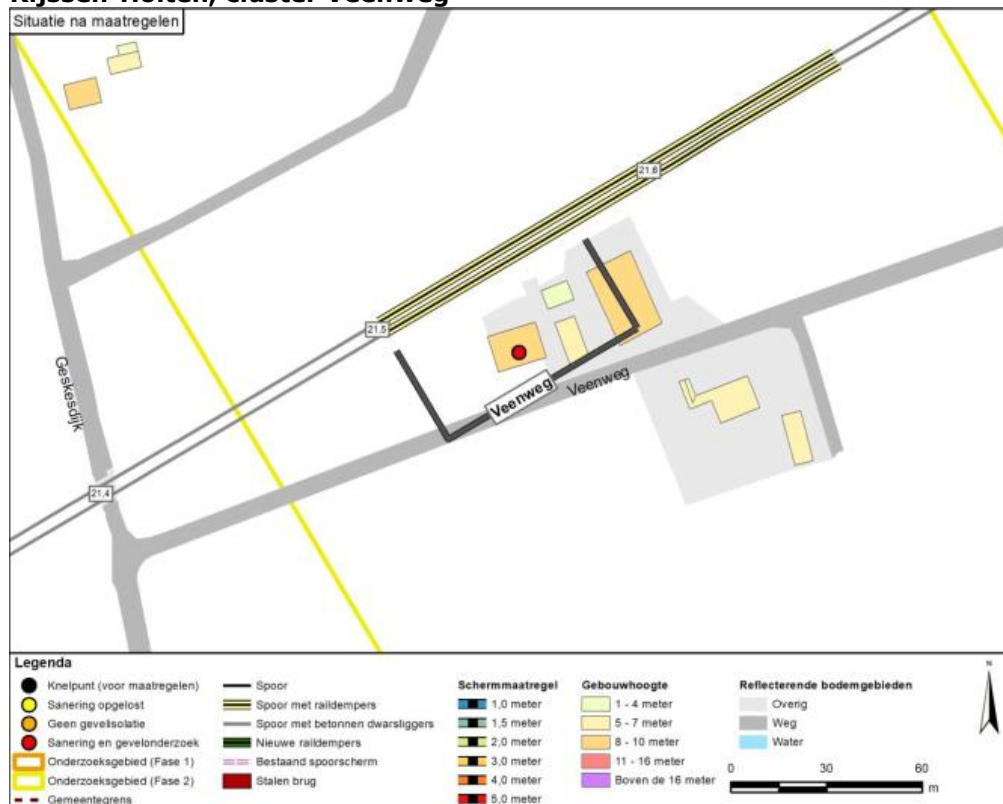 Rijssen-Holten, cluster Veenweg
Situatie na maatregelen
21.6
21.5
Geskesdijk
Veenweg
Veenweg
21.4
Legenda
Knelpunt (voor maatregelen)
Sanering opgelost
Geen gevelisolatie
Sanering en gevelonderzoek
Onderzoeksgebied (Fase 1)
Onderzoeksgebied (Fase 2)
Gemeentegrens
Spoor
Spoor met raildempers
Spoor met betonnen dwarsliggers
Nieuwe raildempers
Bestaand spoorscherm
Stalen brug
Schermmaatregel
1,0 meter
1,5 meter
2,0 meter
3,0 meter
4,0 meter
5,0 meter
Gebouwhoogte
1 - 4 meter
5 - 7 meter
8 - 10 meter
11 - 16 meter
Boven de 16 meter
Reflecterende bodemgebieden
Overig
Weg
Water
N
0 30 60
m